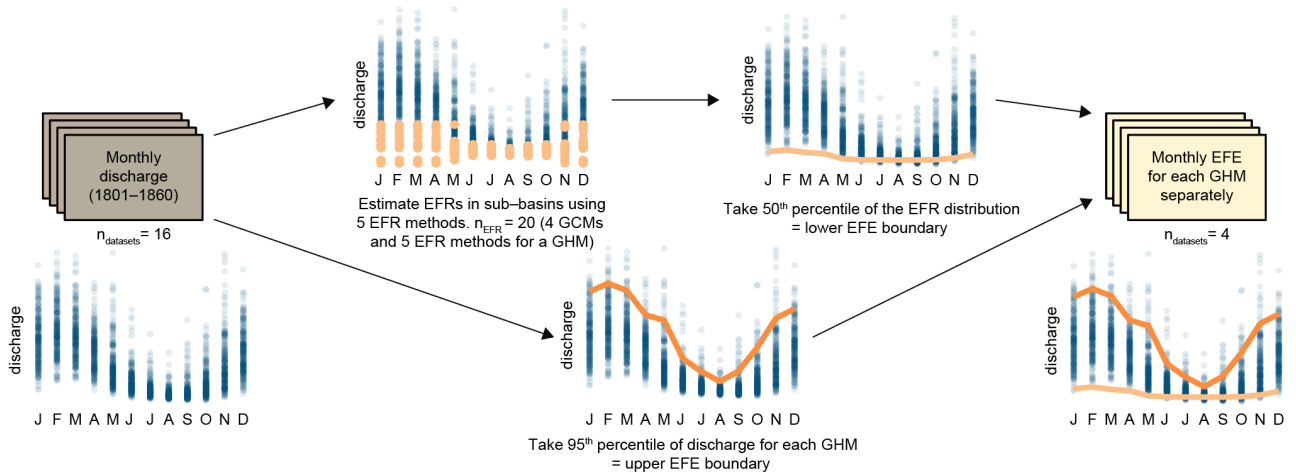 Monthly
discharge
(1801–1860)
n_datasets = 16
discharge
J F M A M J J A S O N D
discharge
J F M A M J J A S O N D
Estimate EFRs in sub–basins using
5 EFR methods. n_EFR = 20 (4 GCMs
and 5 EFR methods for a GHM)
discharge
J F M A M J J A S O N D
Take 50th percentile of the EFR distribution
= lower EFE boundary
discharge
J F M A M J J A S O N D
Take 95th percentile of discharge for each GHM
= upper EFE boundary
Monthly EFE
for each GHM
separately
n_datasets = 4
discharge
J F M A M J J A S O N D